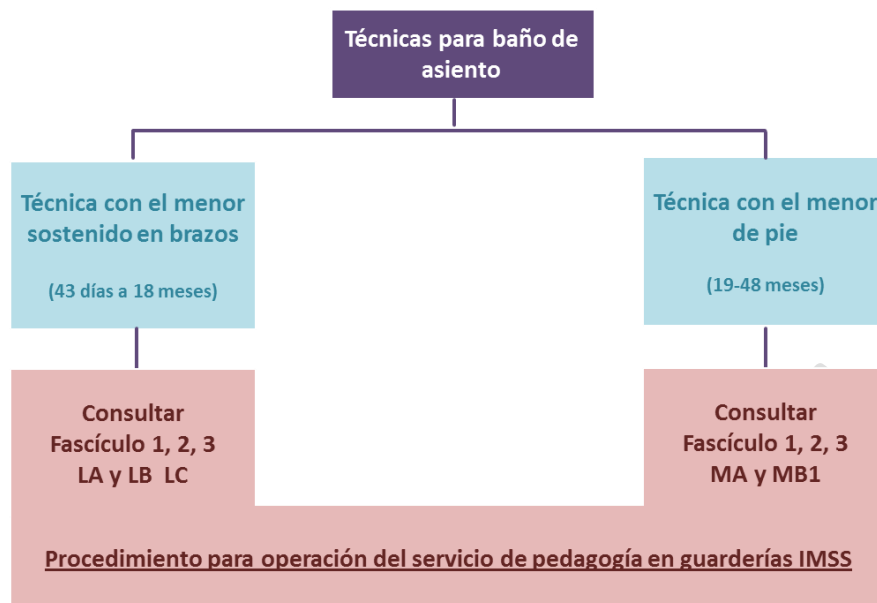 Técnicas para baño de
asiento
Técnica con el menor
sostenido en brazos
(43 días a 18 meses)
Técnica con el menor
de pie
(19-48 meses)
Consultar
Fascículo 1, 2, 3
LA y LB LC
Consultar
Fascículo 1, 2, 3
MA y MB1
Procedimiento para operación del servicio de pedagogía en guarderías IMSS